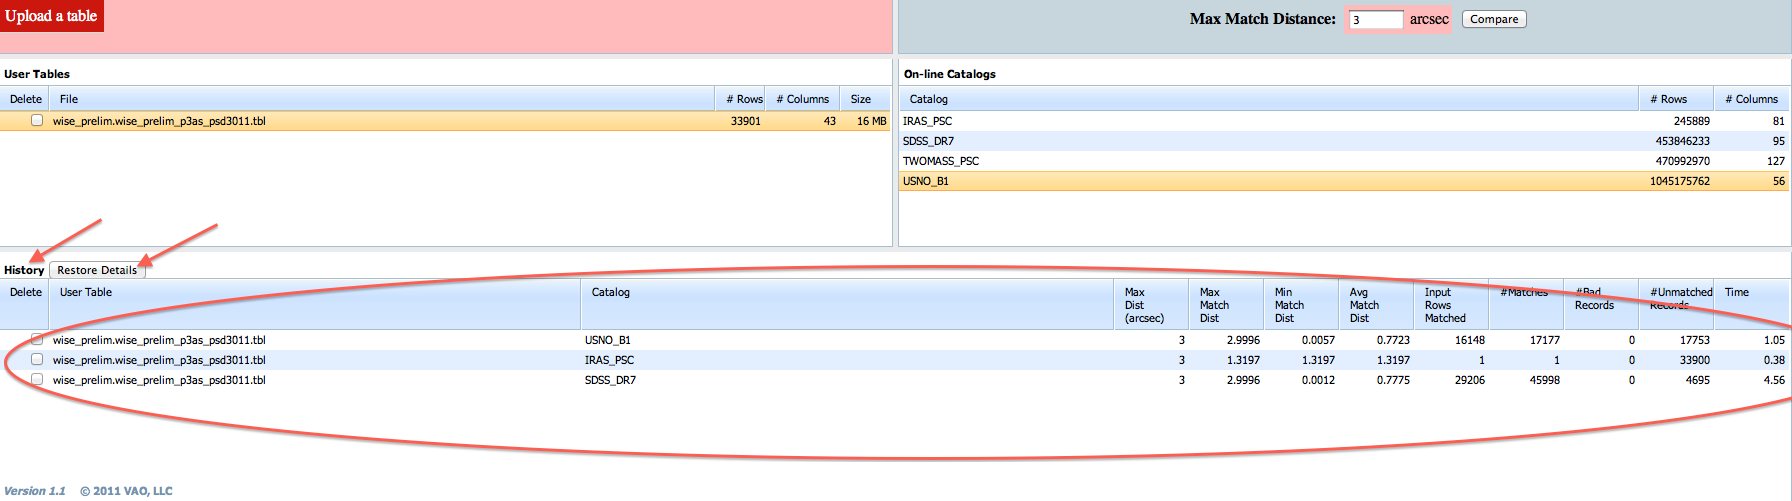 Upload a table
Max Match Distance: 3 arcsec Compare
User Tables
Delete File # Rows # Columns Size
wise_prelim.wise_prelim_p3as_psd3011.tbl 33901 43 16 MB
On-line Catalogs
Catalog # Rows # Columns
IRAS_PSC 245889 81
SDSS_DR7 453846233 95
TWOMASS_PSC 470992970 127
USNO_B1 1045175762 56
History Restore Details
Delete User Table Catalog Max Dist (arcsec) Max Match Dist Min Match Dist Avg Match Dist Input Rows Matched #Matches #Bad Records #Unmatched Records Time
wise_prelim.wise_prelim_p3as_psd3011.tbl USNO_B1 3 2.9996 0.0057 0.7723 16148 17177 0 17753 1.05
wise_prelim.wise_prelim_p3as_psd3011.tbl IRAS_PSC 3 1.3197 1.3197 1.3197 1 1 0 33900 0.38
wise_prelim.wise_prelim_p3as_psd3011.tbl SDSS_DR7 3 2.9996 0.0012 0.7775 29206 45998 0 4695 4.56
Version 1.1 © 2011 VAO, LLC